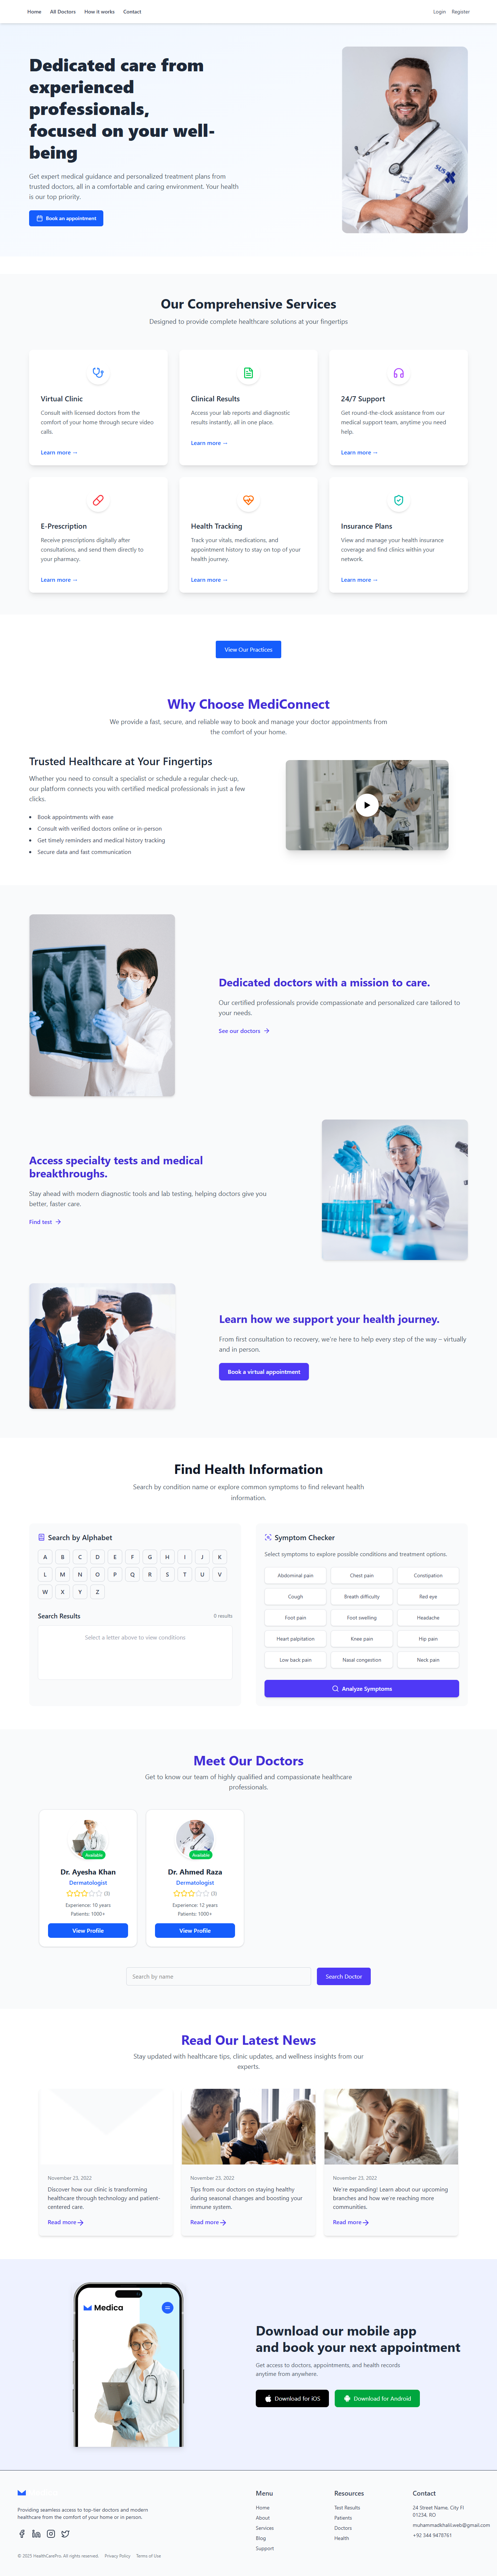 Home All Doctors How it works Contact Login Register
Dedicated care from
experienced
professionals,
focused on your well-
being
Get expert medical guidance and personalized treatment plans from
trusted doctors, all in a comfortable and caring environment. Your health
is our top priority.
Book an appointment
SUS
Our Comprehensive Services
Designed to provide complete healthcare solutions at your fingertips
Virtual Clinic
Consult with licensed doctors from the
comfort of your home through secure video
calls.
Learn more →
Clinical Results
Access your lab reports and diagnostic
results instantly, all in one place.
Learn more →
24/7 Support
Get round-the-clock assistance from our
medical support team, anytime you need
help.
Learn more →
E-Prescription
Receive prescriptions digitally after
consultations, and send them directly to
your pharmacy.
Learn more →
Health Tracking
Track your vitals, medications, and
appointment history to stay on top of your
health journey.
Learn more →
Insurance Plans
View and manage your health insurance
coverage and find clinics within your
network.
Learn more →
View Our Practices
Why Choose MediConnect
We provide a fast, secure, and reliable way to book and manage your doctor appointments from
the comfort of your home.
Trusted Healthcare at Your Fingertips
Whether you need to consult a specialist or schedule a regular check-up,
our platform connects you with certified medical professionals in just a few
clicks.
• Book appointments with ease
• Consult with verified doctors online or in-person
• Get timely reminders and medical history tracking
• Secure data and fast communication
Dedicated doctors with a mission to care.
Our certified professionals provide compassionate and personalized care tailored to
your needs.
See our doctors →
Access specialty tests and medical
breakthroughs.
Stay ahead with modern diagnostic tools and lab testing, helping doctors give you
better, faster care.
Find test →
Learn how we support your health journey.
From first consultation to recovery, we're here to help every step of the way – virtually
and in person.
Book a virtual appointment
Find Health Information
Search by condition name or explore common symptoms to find relevant health
information.
Search by Alphabet
A B C D E F G H I J K
L M N O P Q R S T U V
W X Y Z
Search Results 0 results
Select a letter above to view conditions
Symptom Checker
Select symptoms to explore possible conditions and treatment options.
Abdominal pain Chest pain Constipation
Cough Breath difficulty Red eye
Foot pain Foot swelling Headache
Heart palpitation Knee pain Hip pain
Low back pain Nasal congestion Neck pain
Analyze Symptoms
Meet Our Doctors
Get to know our team of highly qualified and compassionate healthcare
professionals.
Available
Dr. Ayesha Khan
Dermatologist
(3)
Experience: 10 years
Patients: 1000+
View Profile
Available
Dr. Ahmed Raza
Dermatologist
(3)
Experience: 12 years
Patients: 1000+
View Profile
Search by name
Search Doctor
Read Our Latest News
Stay updated with healthcare tips, clinic updates, and wellness insights from our
experts.
November 23, 2022
Discover how our clinic is transforming
healthcare through technology and patient-
centered care.
Read more →
November 23, 2022
Tips from our doctors on staying healthy
during seasonal changes and boosting your
immune system.
Read more →
November 23, 2022
We're expanding! Learn about our upcoming
branches and how we're reaching more
communities.
Read more →
Medica
Download our mobile app
and book your next appointment
Get access to doctors, appointments, and health records
anytime from anywhere.
Download for iOS
Download for Android
Providing seamless access to top-tier doctors and modern
healthcare from the comfort of your home or in person.
© 2025 HealthCarePro. All rights reserved. Privacy Policy Terms of Use
Menu
Home
About
Services
Blog
Support
Resources
Test Results
Patients
Doctors
Health
Contact
24 Street Name, City Fl
01234, RO
muhammadkhalil.web@gmail.com
+92 344 9478761